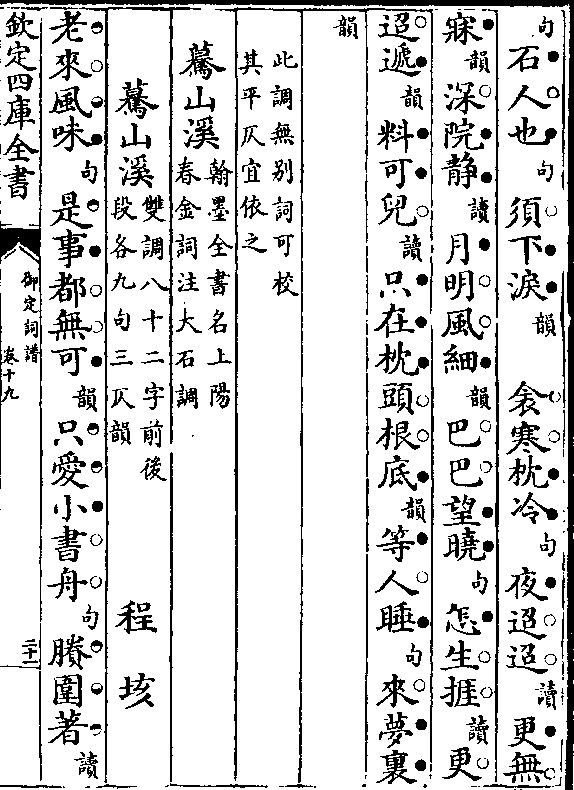 句石人也句須下淚韻　衾寒枕冷句夜迢迢讀更無
寐韻深院静讀月明風細韻巴巴望曉句怎生捱讀更
迢遞韻料可兒讀只在枕頭根底韻等人睡句來夢裏
韻
此調無别詞可校
其平仄宜依之
驀山溪翰墨全書名上陽
春金詞注大石調
驀山溪雙調八十二字前後
段各九句三仄韻　程垓
老來風味句是事都無可韻只愛小書舟句賸圍著讀
欽定四庫全書
御定詞譜
卷十九
二十一